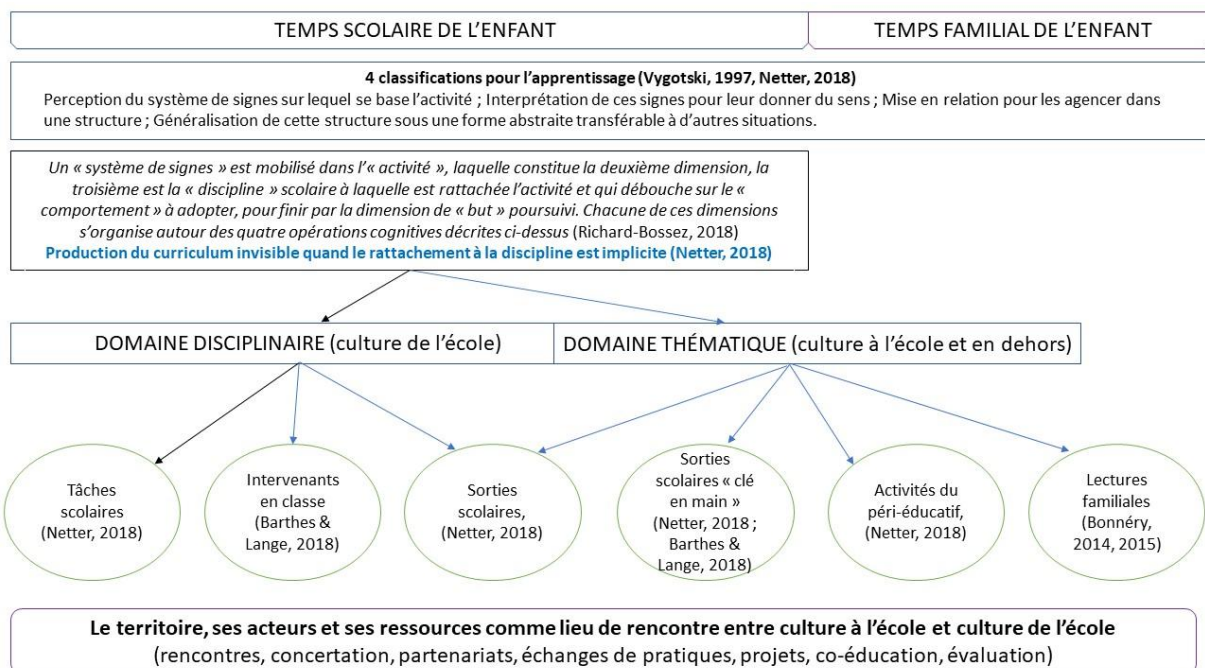 TEMPS SCOLAIRE DE L’ENFANT
TEMPS FAMILIAL DE L’ENFANT
4 classifications pour l’apprentissage (Vygotski, 1997, Netter, 2018)
Perception du système de signes sur lequel se base l’activité ; Interprétation de ces signes pour leur donner du sens ; Mise en relation pour les agencer dans
une structure ; Généralisation de cette structure sous une forme abstraite transférable à d’autres situations.
Un « système de signes » est mobilisé dans l’« activité », laquelle constitue la deuxième dimension, la
troisième est la « discipline » scolaire à laquelle est rattachée l’activité et qui débouche sur le «
comportement » à adopter, pour finir par la dimension de « but » poursuivi. Chacune de ces dimensions
s’organise autour des quatre opérations cognitives décrites ci-dessus (Richard-Bossez, 2018)
Production du curriculum invisible quand le rattachement à la discipline est implicite (Netter, 2018)
DOMAINE DISCIPLINAIRE (culture de l’école)
DOMAINE THÉMATIQUE (culture à l’école et en dehors)
Tâches
scolaires
(Netter, 2018)
Intervenants
en classe
(Barthes &
Lange, 2018)
Sorties
scolaires,
(Netter, 2018)
Sorties
scolaires « clé
en main »
(Netter, 2018 ;
Barthes &
Lange, 2018)
Activités du
péri-éducatif,
(Netter, 2018)
Lectures
familiales
(Bonnéry,
2014, 2015)
Le territoire, ses acteurs et ses ressources comme lieu de rencontre entre culture à l’école et culture de l’école
(rencontres, concertation, partenariats, échanges de pratiques, projets, co-éducation, évaluation)